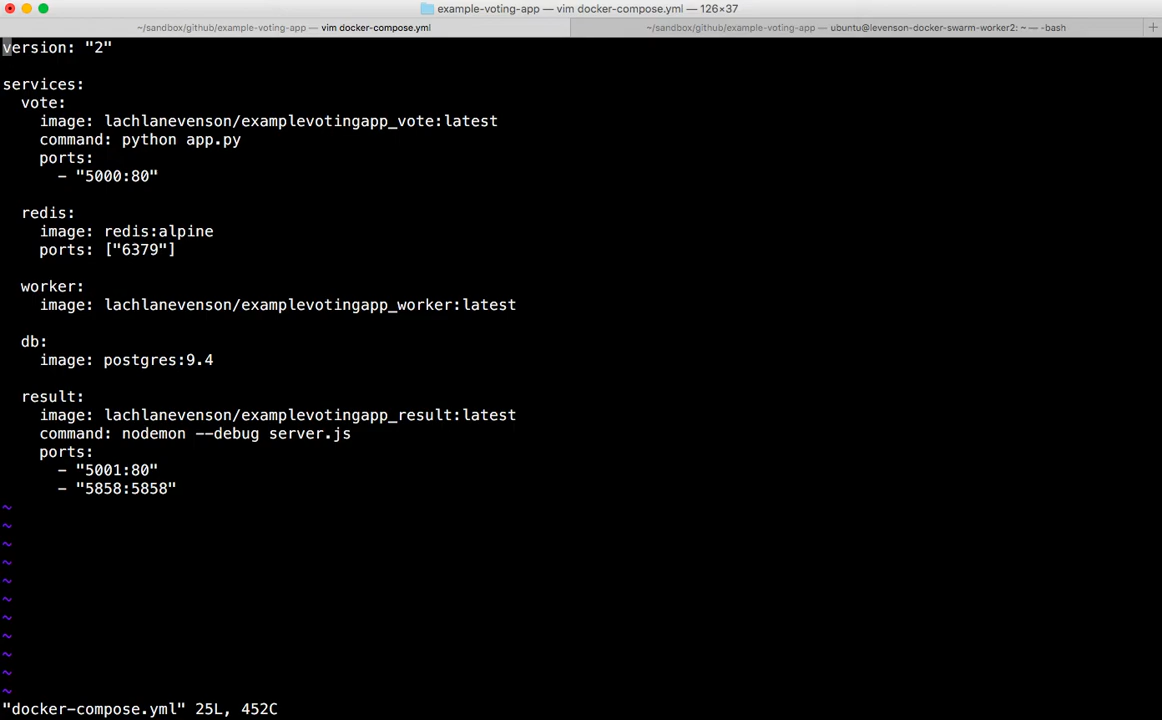 example-voting-app — vim docker-compose.yml — 126×37
~/sandbox/github/example-voting-app — vim docker-compose.yml
~/sandbox/github/example-voting-app — ubuntu@levenson-docker-swarm-worker2: ~ — -bash
+
version: "2"
services:
  vote:
    image: lachlanevenson/examplevotingapp_vote:latest
    command: python app.py
    ports:
      - "5000:80"
  redis:
    image: redis:alpine
    ports: ["6379"]
  worker:
    image: lachlanevenson/examplevotingapp_worker:latest
  db:
    image: postgres:9.4
  result:
    image: lachlanevenson/examplevotingapp_result:latest
    command: nodemon --debug server.js
    ports:
      - "5001:80"
      - "5858:5858"
~
~
~
~
~
~
~
~
~
~
~
"docker-compose.yml" 25L, 452C